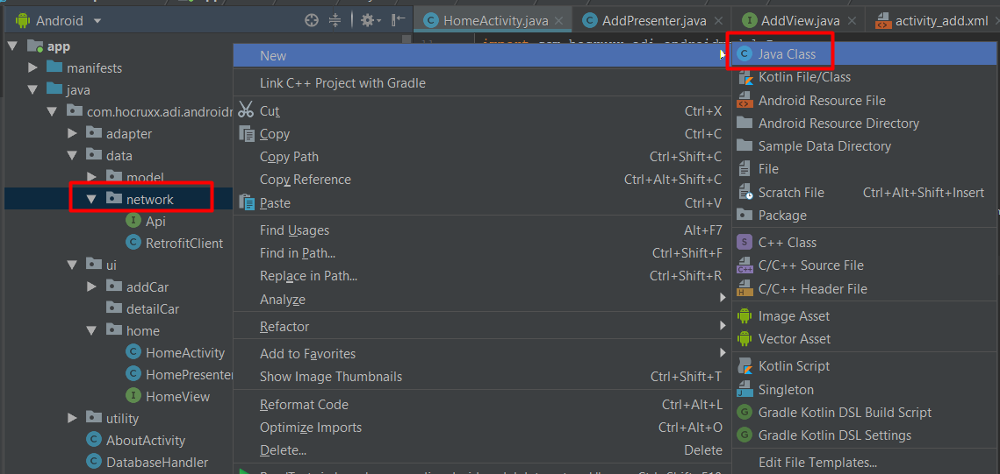 Android
HomeActivity.java
AddPresenter.java
AddView.java
activity_add.xml
app
manifests
java
com.hocruxx.adi.androidr
adapter
data
model
network
Api
RetrofitClient
ui
addCar
detailCar
home
HomeActivity
HomePresenter
HomeView
utility
AboutActivity
DatabaseHandler
New
Link C++ Project with Gradle
Cut Ctrl+X
Copy Ctrl+C
Copy Path Ctrl+Shift+C
Copy Reference Ctrl+Alt+Shift+C
Paste Ctrl+V
Find Usages Alt+F7
Find in Path... Ctrl+Shift+F
Replace in Path... Ctrl+Shift+R
Analyze
Refactor
Add to Favorites
Show Image Thumbnails Ctrl+Shift+T
Reformat Code Ctrl+Alt+L
Optimize Imports Ctrl+Alt+O
Delete... Delete
Java Class
Kotlin File/Class
Android Resource File
Android Resource Directory
Sample Data Directory
File
Scratch File Ctrl+Alt+Shift+Insert
Package
C++ Class
C/C++ Source File
C/C++ Header File
Image Asset
Vector Asset
Kotlin Script
Singleton
Gradle Kotlin DSL Build Script
Gradle Kotlin DSL Settings
Edit File Templates...